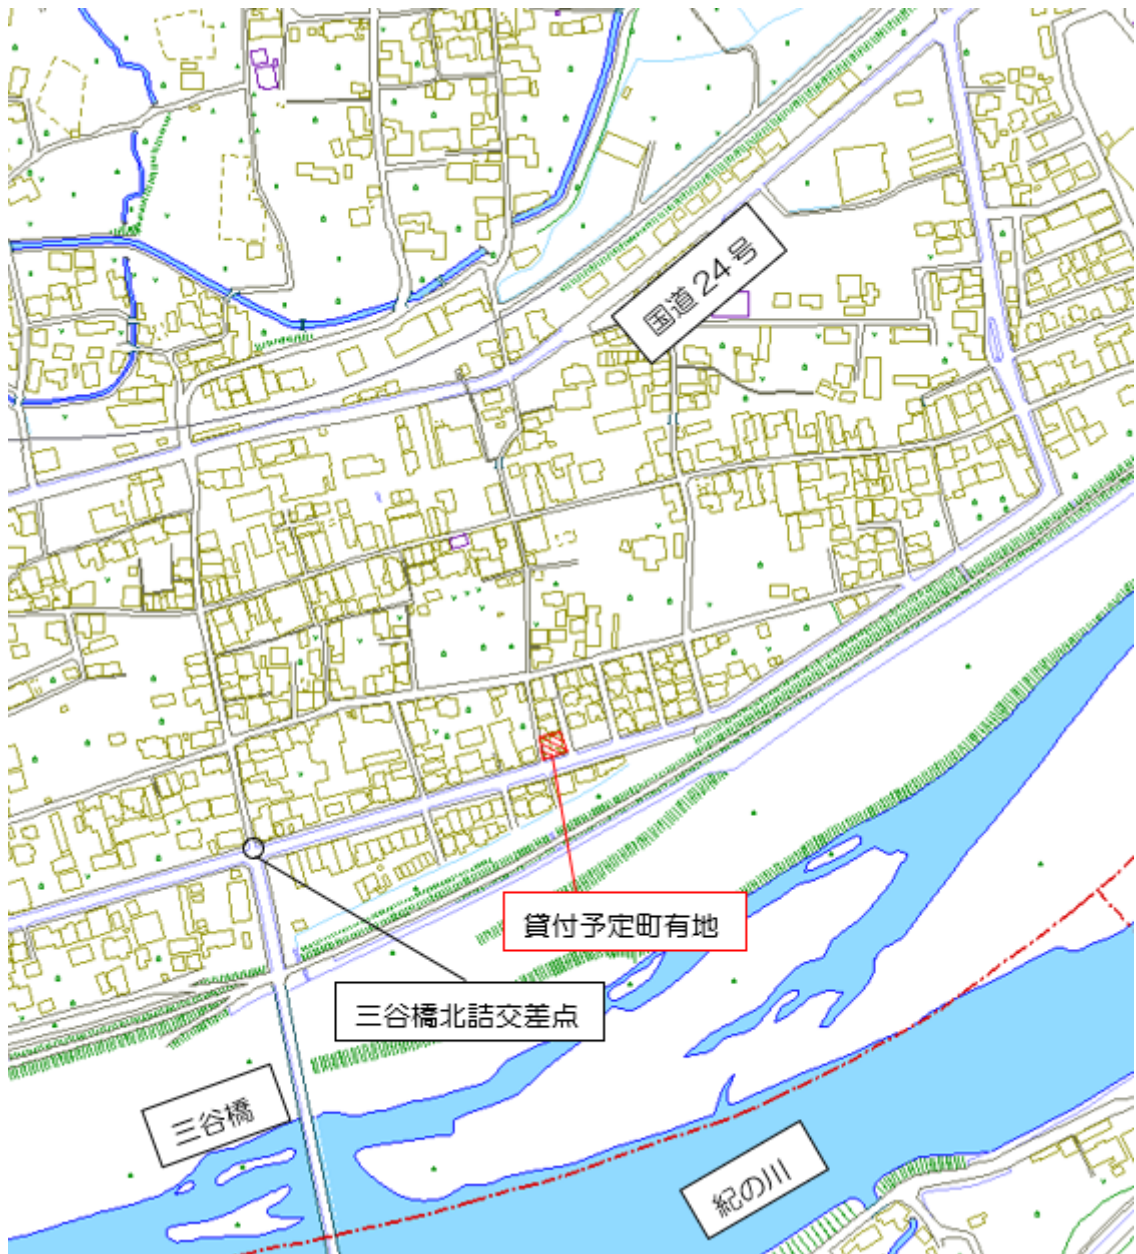 国道24号
貸付予定町有地
三谷橋北詰交差点
三谷橋
紀の川